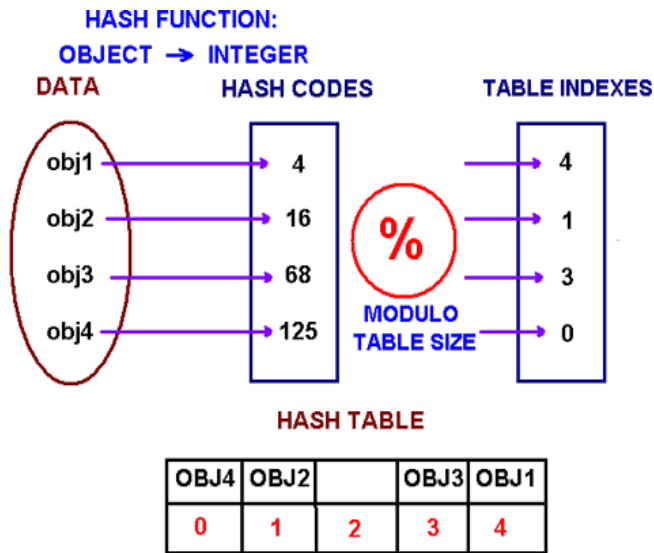 HASH FUNCTION:
OBJECT → INTEGER
DATA HASH CODES TABLE INDEXES
obj1 4 4
obj2 16 1
obj3 68 3
obj4 125 0
%
MODULO
TABLE SIZE
HASH TABLE
OBJ4 OBJ2 OBJ3 OBJ1
0 1 2 3 4